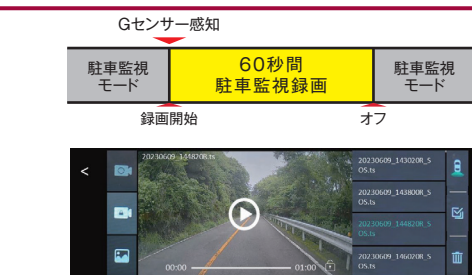 Gセンサー感知
駐車監視
モード
60秒間
駐車監視録画
駐車監視
モード
録画開始
オフ
<
20230609_144820R.ts
20230609_143020R_S
OS.ts
20230609_143800R_S
OS.ts
20230609_144820R_S
OS.ts
20230609_146020R_S
OS.ts
00:00
01:00